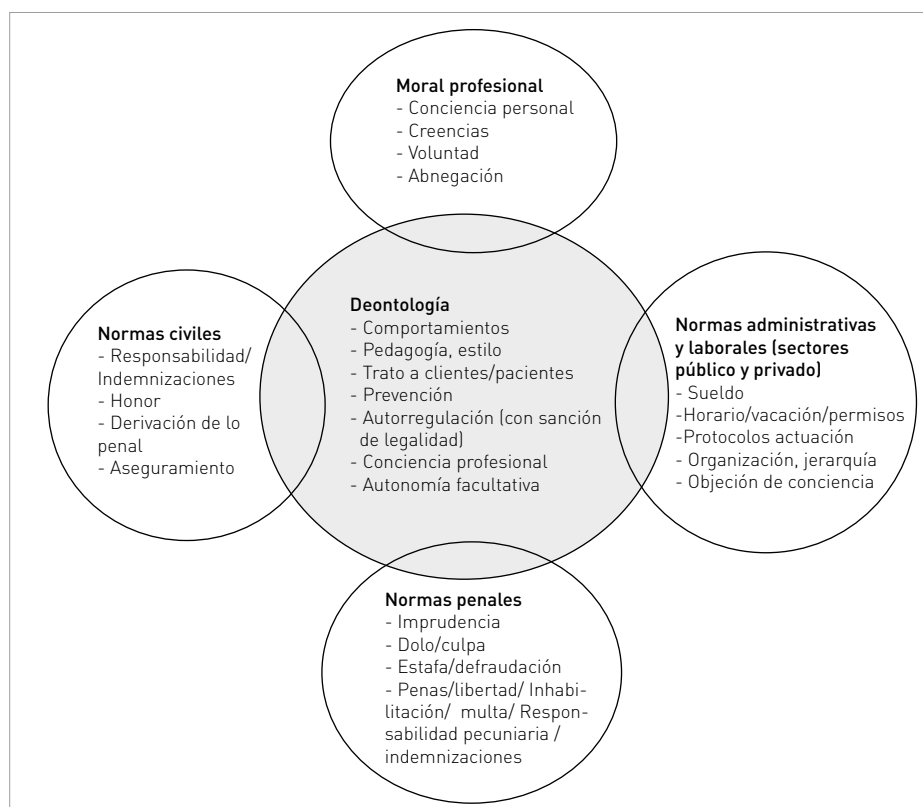 Moral profesional
- Conciencia personal
- Creencias
- Voluntad
- Abnegación
Normas civiles
- Responsabilidad/
Indemnizaciones
- Honor
- Derivación de lo
penal
- Aseguramiento
Deontología
- Comportamientos
- Pedagogía, estilo
- Trato a clientes/pacientes
- Prevención
- Autorregulación (con sanción
de legalidad)
- Conciencia profesional
- Autonomía facultativa
Normas administrativas
y laborales (sectores
público y privado)
- Sueldo
-Horario/vacación/permisos
-Protocolos actuación
- Organización, jerarquía
- Objeción de conciencia
Normas penales
- Imprudencia
- Dolo/culpa
- Estafa/defraudación
- Penas/libertad/ Inhabi-
litación/ multa/ Respon-
sabilidad pecuniaria /
indemnizaciones